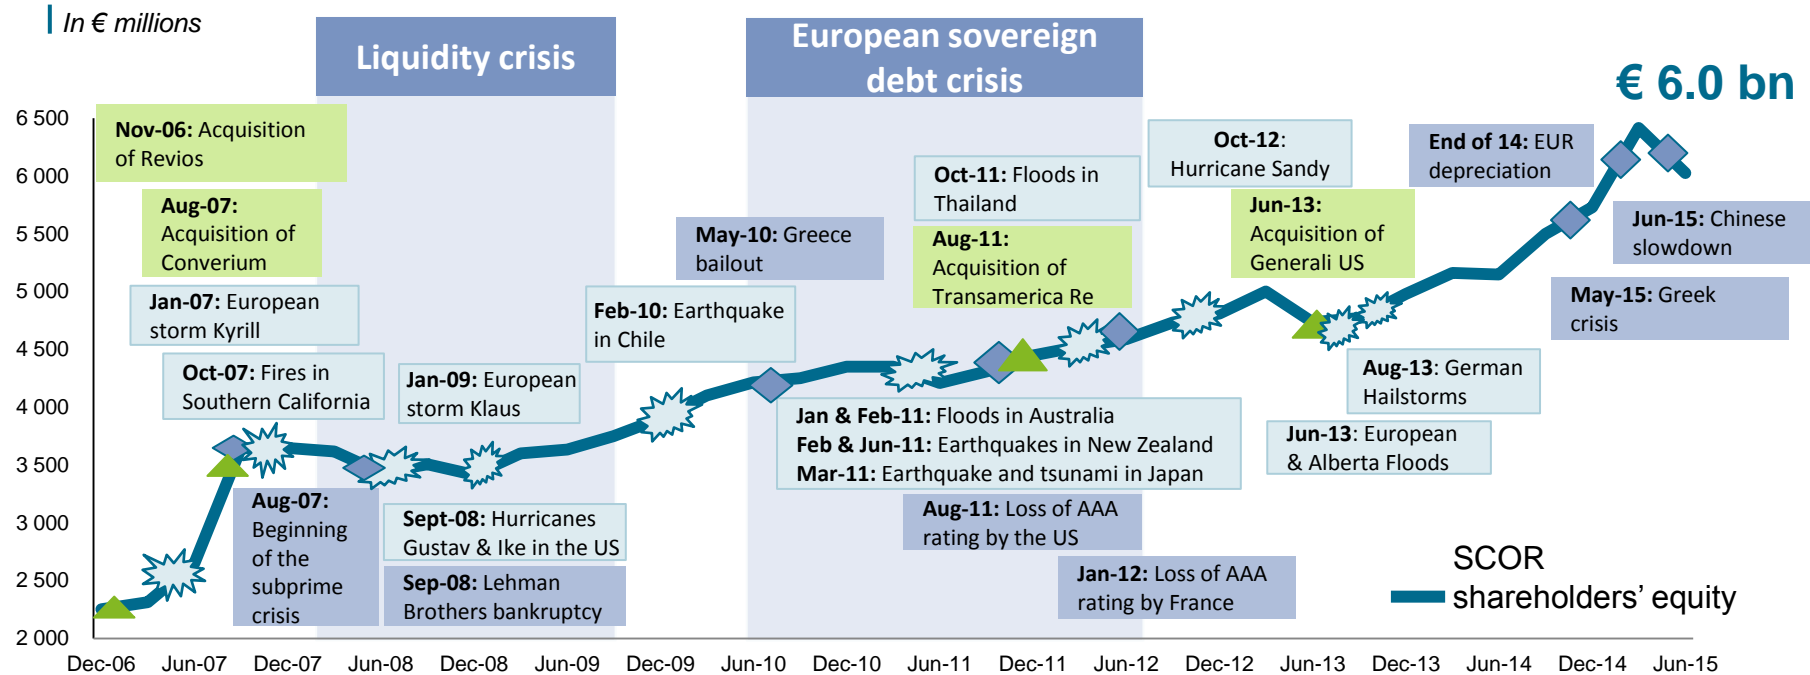 In € millions
Liquidity crisis
European sovereign
debt crisis
€ 6.0 bn
6 500
6 000
5 500
5 000
4 500
4 000
3 500
3 000
2 500
2 000
Nov-06: Acquisition
of Revios
Aug-07:
Acquisition of
Converium
Jan-07: European
storm Kyrill
Oct-07: Fires in
Southern California
Aug-07:
Beginning
of the
subprime
crisis
Jan-09: European
storm Klaus
Sept-08: Hurricanes
Gustav & Ike in the US
Sep-08: Lehman
Brothers bankruptcy
Feb-10: Earthquake
in Chile
May-10: Greece
bailout
Oct-11: Floods in
Thailand
Aug-11:
Acquisition of
Transamerica Re
Jan & Feb-11: Floods in Australia
Feb & Jun-11: Earthquakes in New Zealand
Mar-11: Earthquake and tsunami in Japan
Aug-11: Loss of AAA
rating by the US
Jan-12: Loss of AAA
rating by France
Oct-12:
Hurricane Sandy
Jun-13:
Acquisition of
Generali US
Aug-13: German
Hailstorms
Jun-13: European
& Alberta Floods
End of 14: EUR
depreciation
Jun-15: Chinese
slowdown
May-15: Greek
crisis
SCOR
shareholders' equity
Dec-06 Jun-07 Dec-07 Jun-08 Dec-08 Jun-09 Dec-09 Jun-10 Dec-10 Jun-11 Dec-11 Jun-12 Dec-12 Jun-13 Dec-13 Jun-14 Dec-14 Jun-15